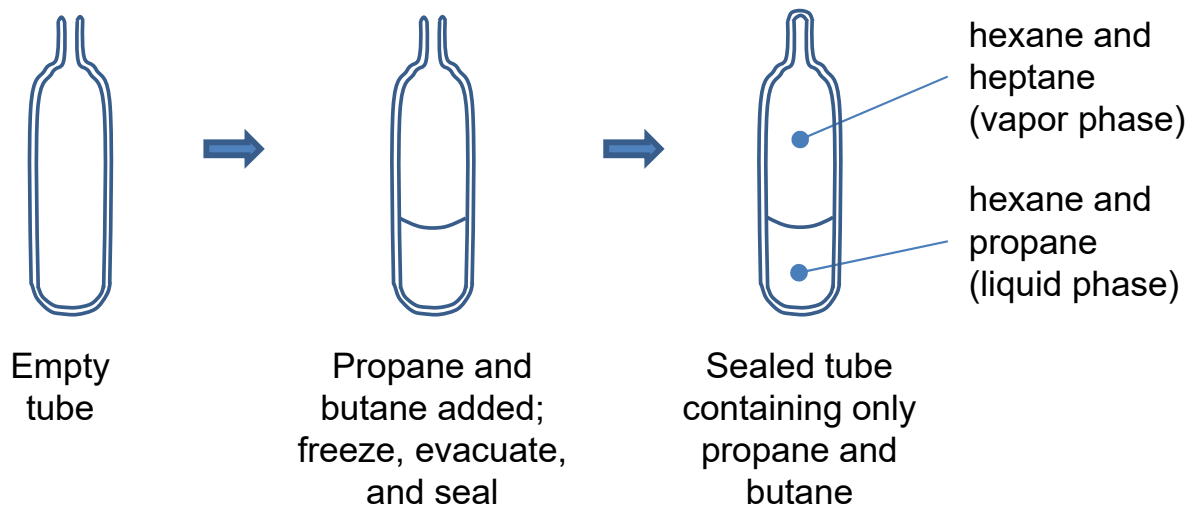 hexane and
heptane
(vapor phase)
hexane and
propane
(liquid phase)
Empty
tube
Propane and
butane added;
freeze, evacuate,
and seal
Sealed tube
containing only
propane and
butane